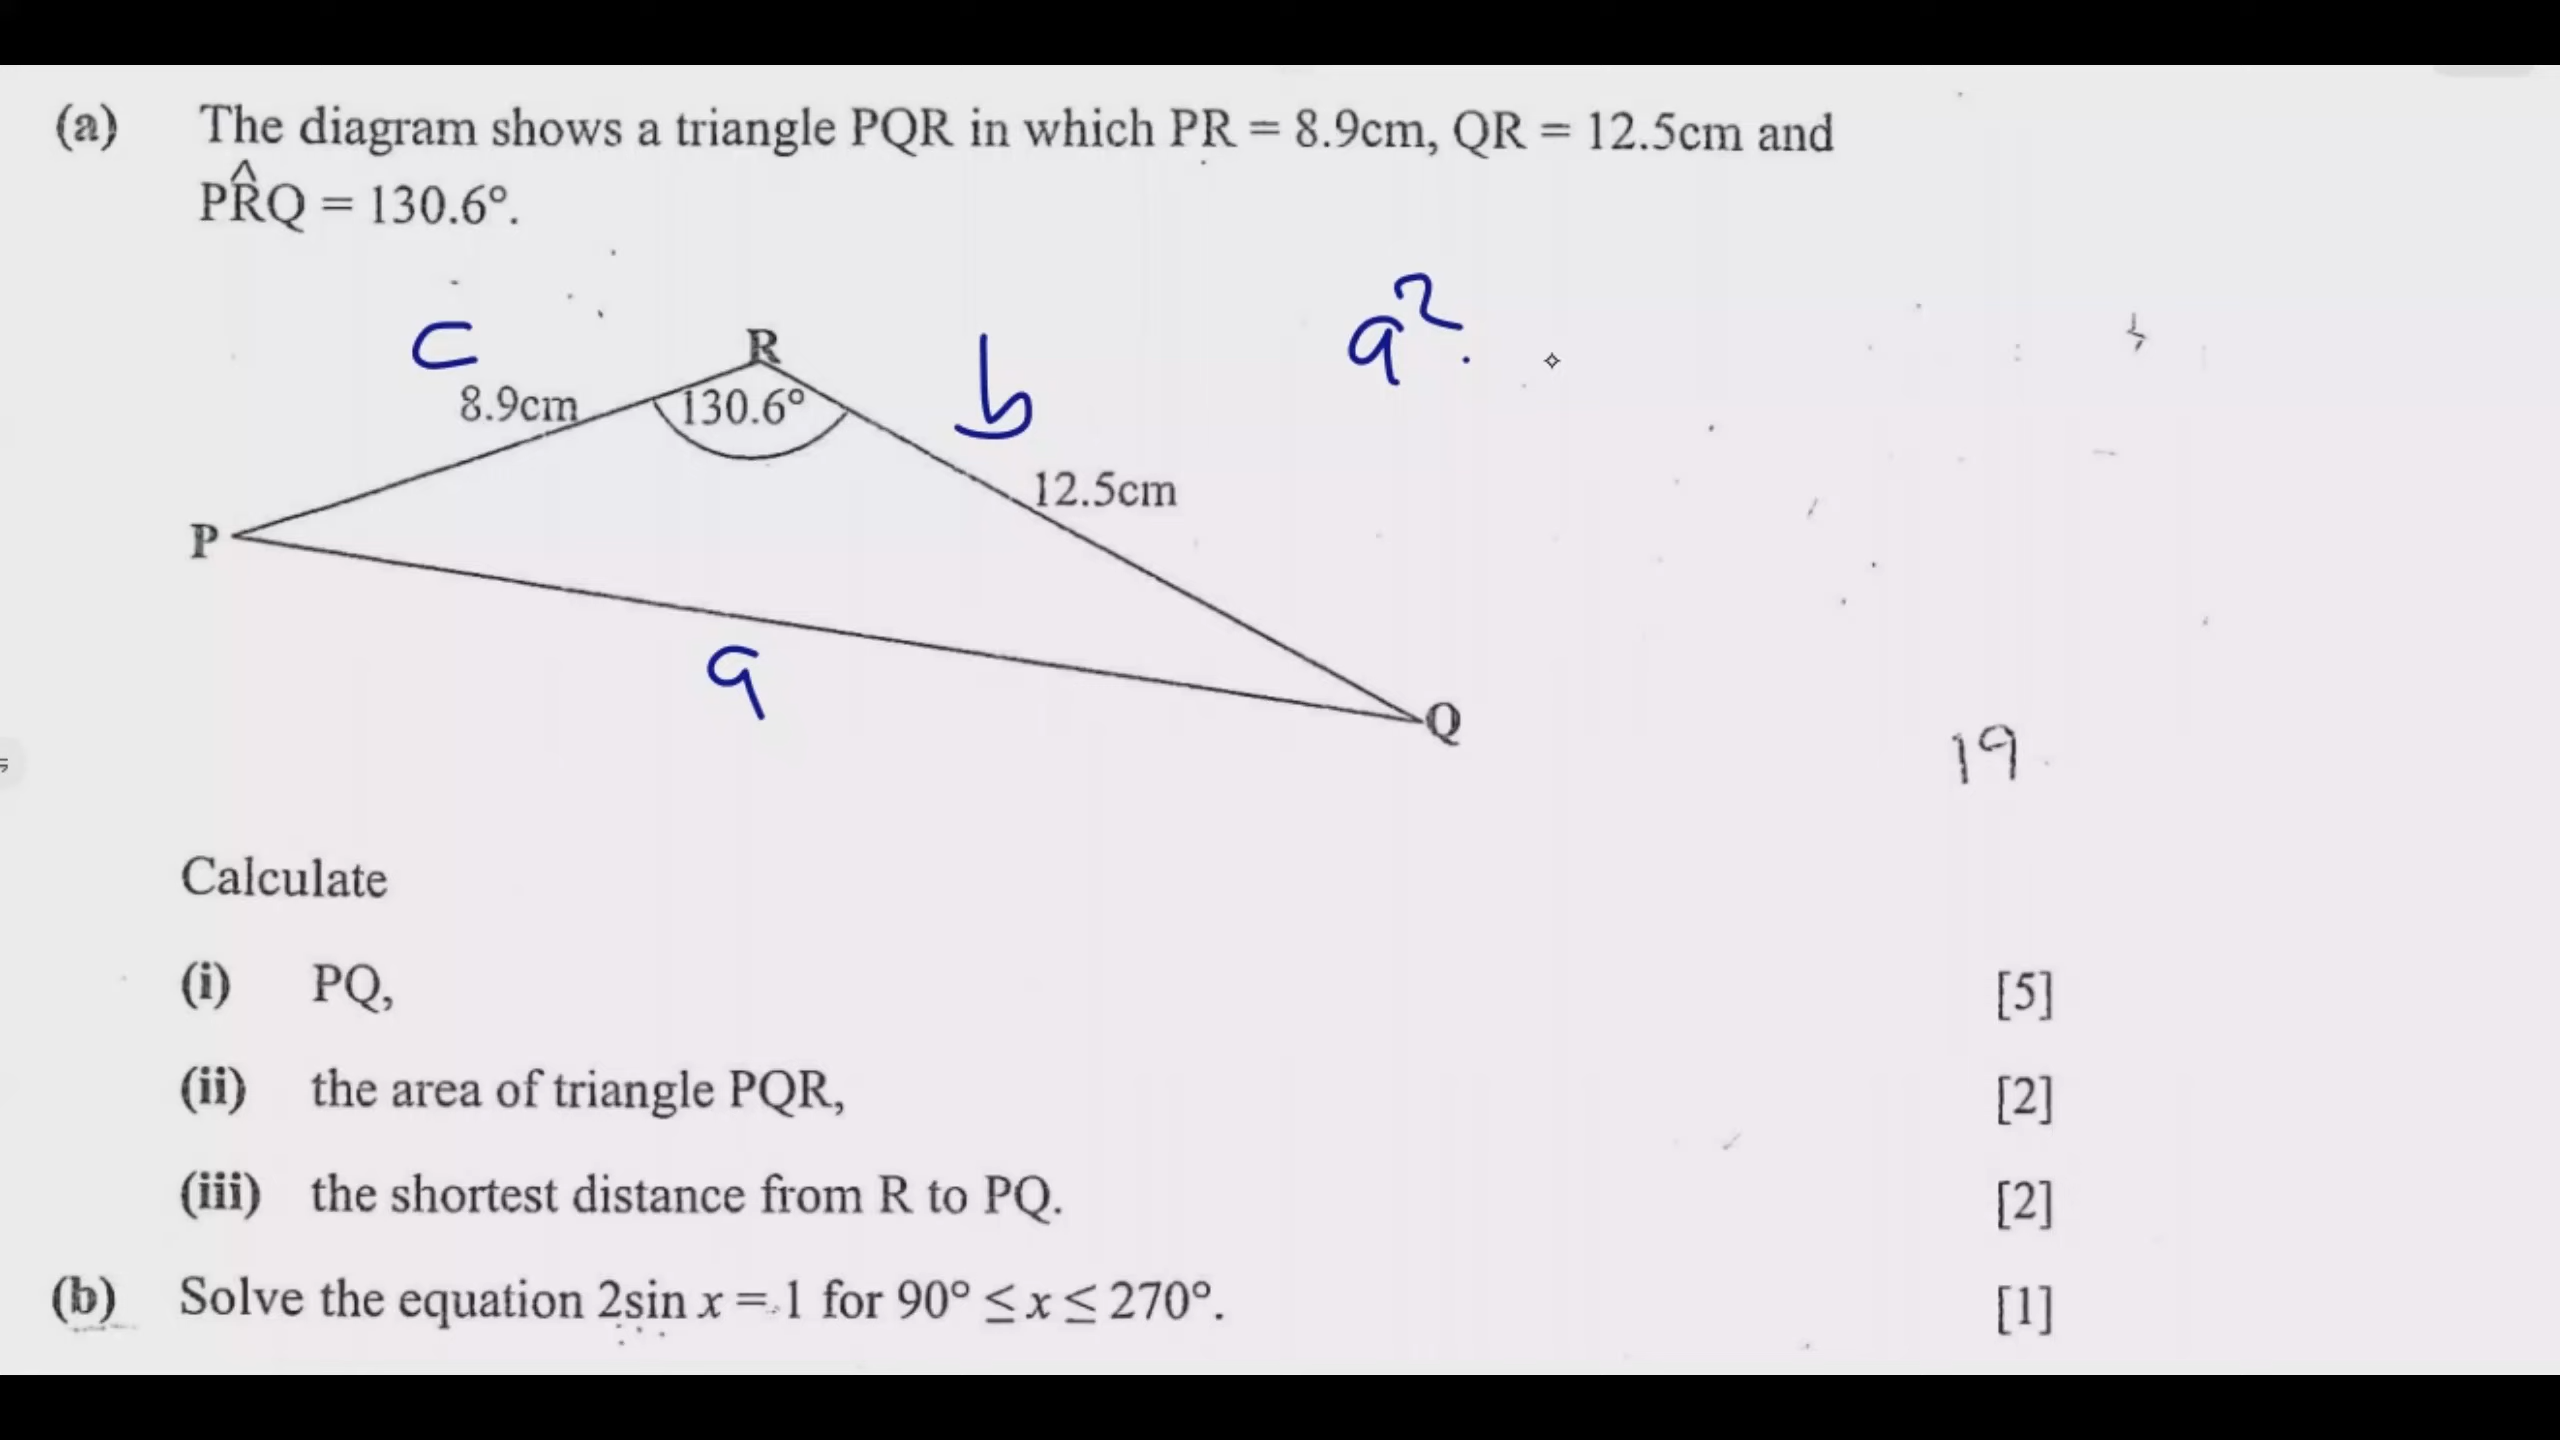 (a) The diagram shows a triangle PQR in which PR = 8.9cm, QR = 12.5cm and
PR̂Q = 130.6°.
a²
c
R
b
8.9cm
130.6°
12.5cm
P
a
Q
19
Calculate
(i) PQ, [5]
(ii) the area of triangle PQR, [2]
(iii) the shortest distance from R to PQ. [2]
(b) Solve the equation 2sin x = 1 for 90° ≤ x ≤ 270°. [1]